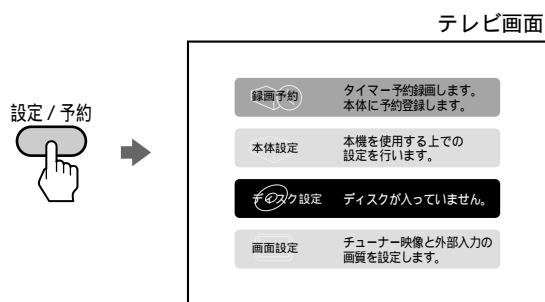 テレビ画面
設定 / 予約
録画予約
タイマー予約録画します。
本体に予約登録します。
本体設定
本機を使用する上での
設定を行います。
ディスク設定
ディスクが入っていません。
画面設定
チューナー映像と外部入力の
画質を設定します。